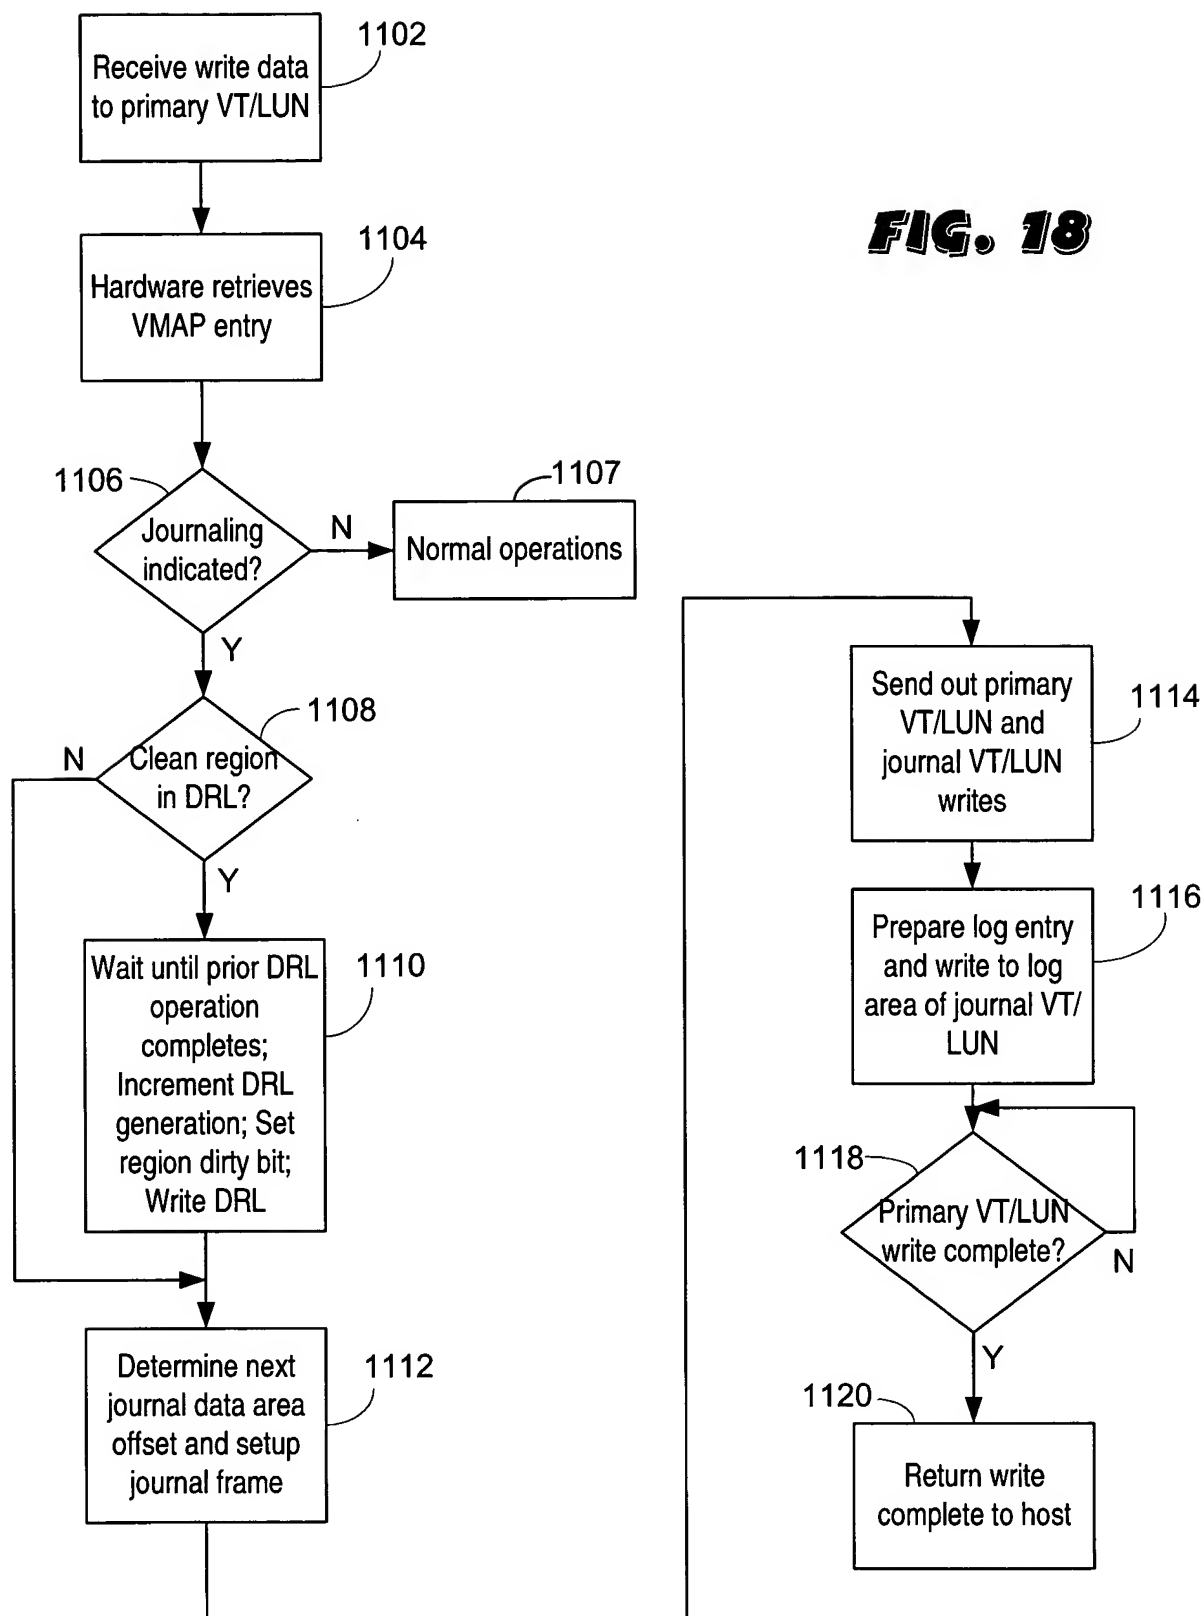 1102
Receive write data
to primary VT/LUN
FIG. 18
1104
Hardware retrieves
VMAP entry
1106
Journaling
indicated?
N
1107
Normal operations
Y
1108
Clean region
in DRL?
N
Y
1110
Wait until prior DRL
operation
completes;
Increment DRL
generation; Set
region dirty bit;
Write DRL
1112
Determine next
journal data area
offset and setup
journal frame
1114
Send out primary
VT/LUN and
journal VT/LUN
writes
1116
Prepare log entry
and write to log
area of journal VT/
LUN
1118
Primary VT/LUN
write complete?
N
Y
1120
Return write
complete to host